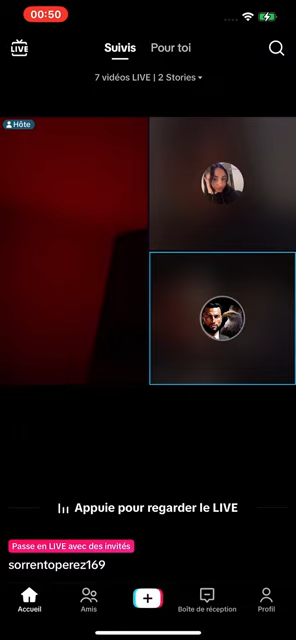 00:50
LIVE
Suivis
Pour toi
7 vidéos LIVE | 2 Stories
Hôte
Appuie pour regarder le LIVE
Passe en LIVE avec des invités
sorrentoperez169
Accueil
Amis
Boîte de réception
Profil